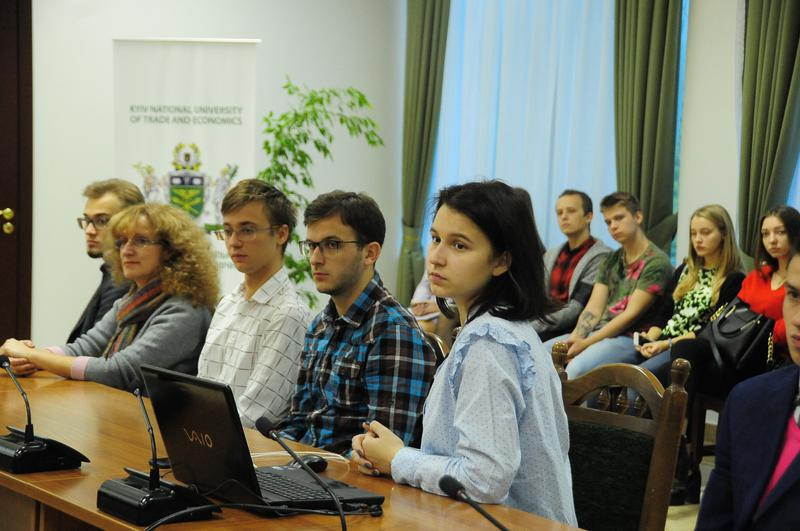 KYIV NATIONAL UNIVERSITY
OF TRADE AND ECONOMICS
VAIO